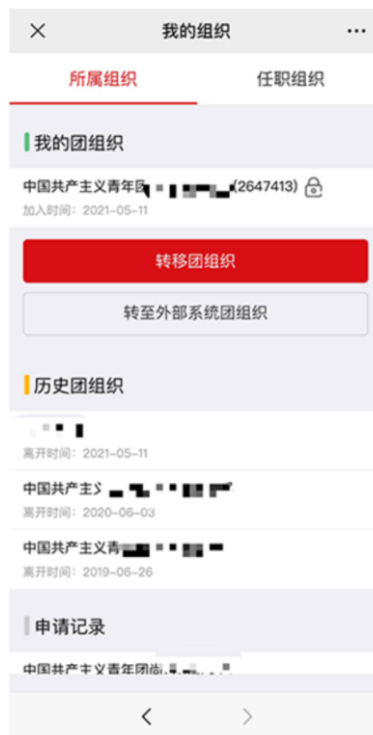 我的组织
所属组织 任职组织
我的团组织
中国共产主义青年团 (2647413)
加入时间：2021-05-11
转移团组织
转至外部系统团组织
历史团组织
离开时间：2021-05-11
中国共产主
离开时间：2020-06-03
中国共产主义青
离开时间：2019-06-26
申请记录
中国共产主义青年团